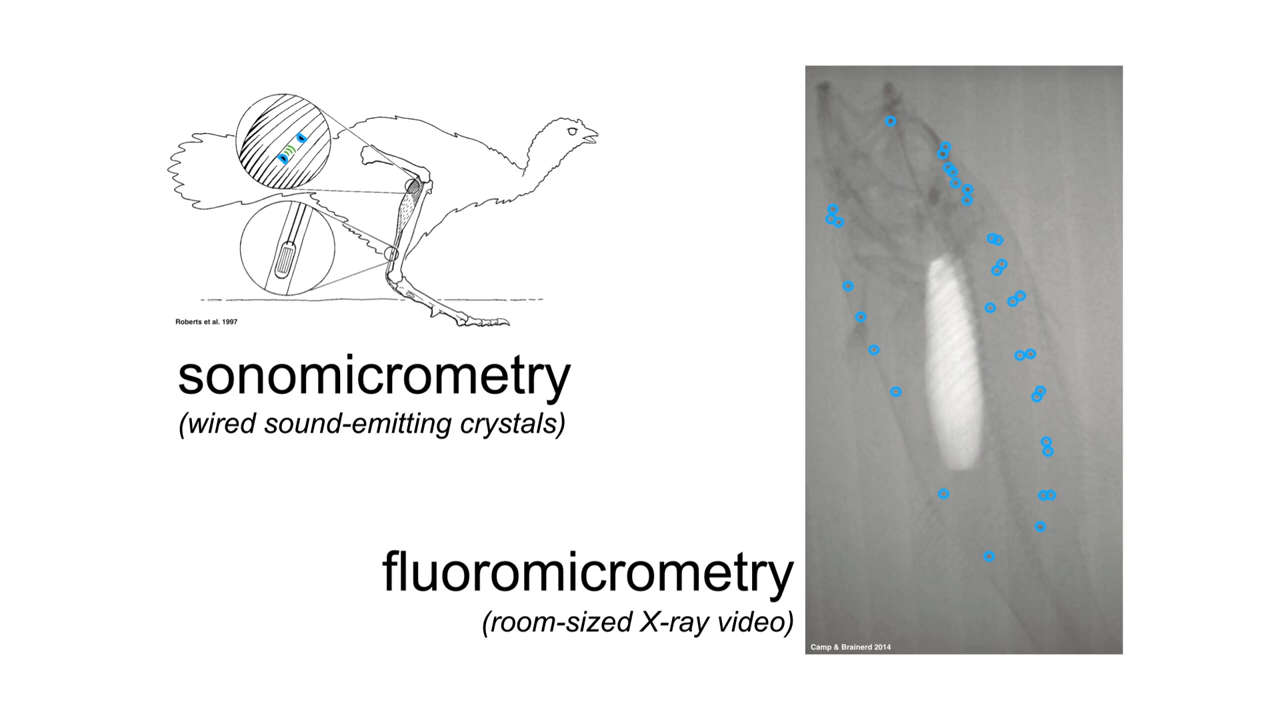 Roberts et al. 1997
sonomicrometry
(wired sound-emitting crystals)
fluoromicrometry
(room-sized X-ray video)
Camp & Brainerd 2014